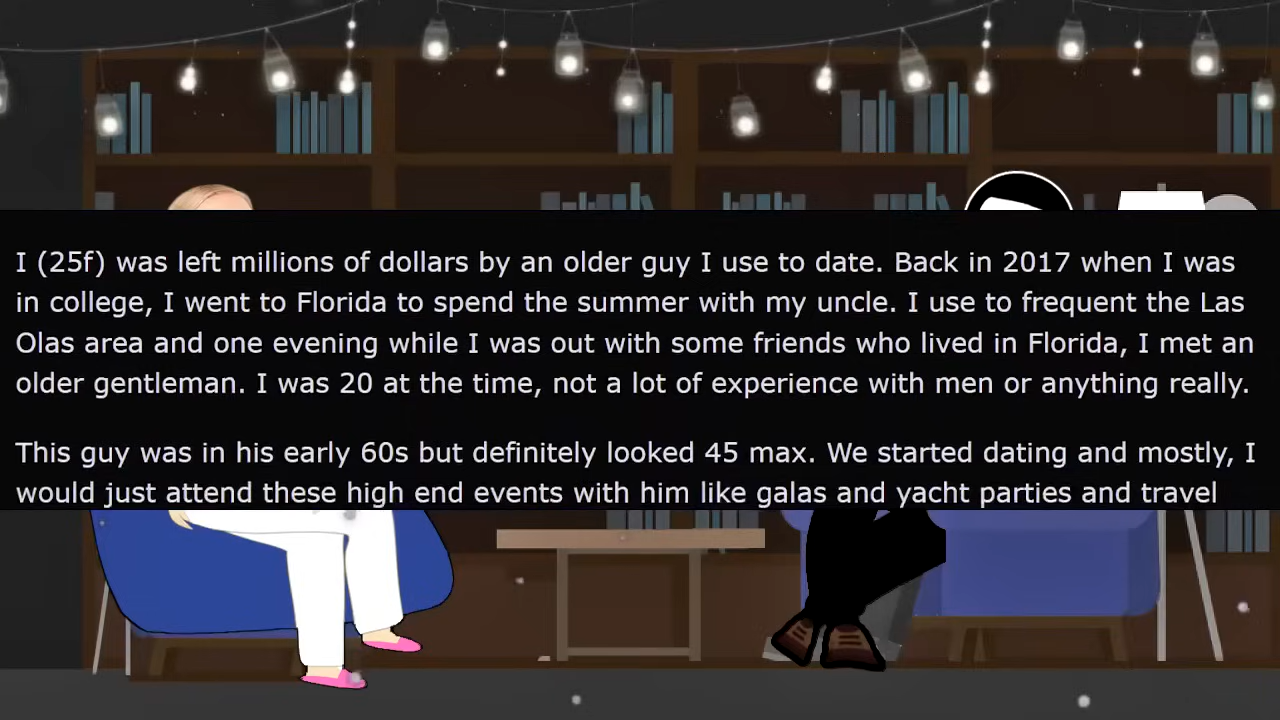 I (25f) was left millions of dollars by an older guy I use to date. Back in 2017 when I was
in college, I went to Florida to spend the summer with my uncle. I use to frequent the Las
Olas area and one evening while I was out with some friends who lived in Florida, I met an
older gentleman. I was 20 at the time, not a lot of experience with men or anything really.
This guy was in his early 60s but definitely looked 45 max. We started dating and mostly, I
would just attend these high end events with him like galas and yacht parties and travel